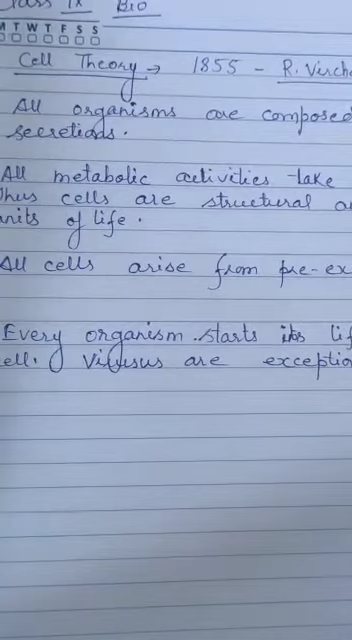 Class IX Bio
M T W T F S S
Cell Theory → 1855 - R. Virch
All organisms are composed
secretions.
All metabolic activities take
Thus cells are structural a
units of life.
All cells arise from pre-ex
Every organism starts its lif
cell. Viruses are exceptio